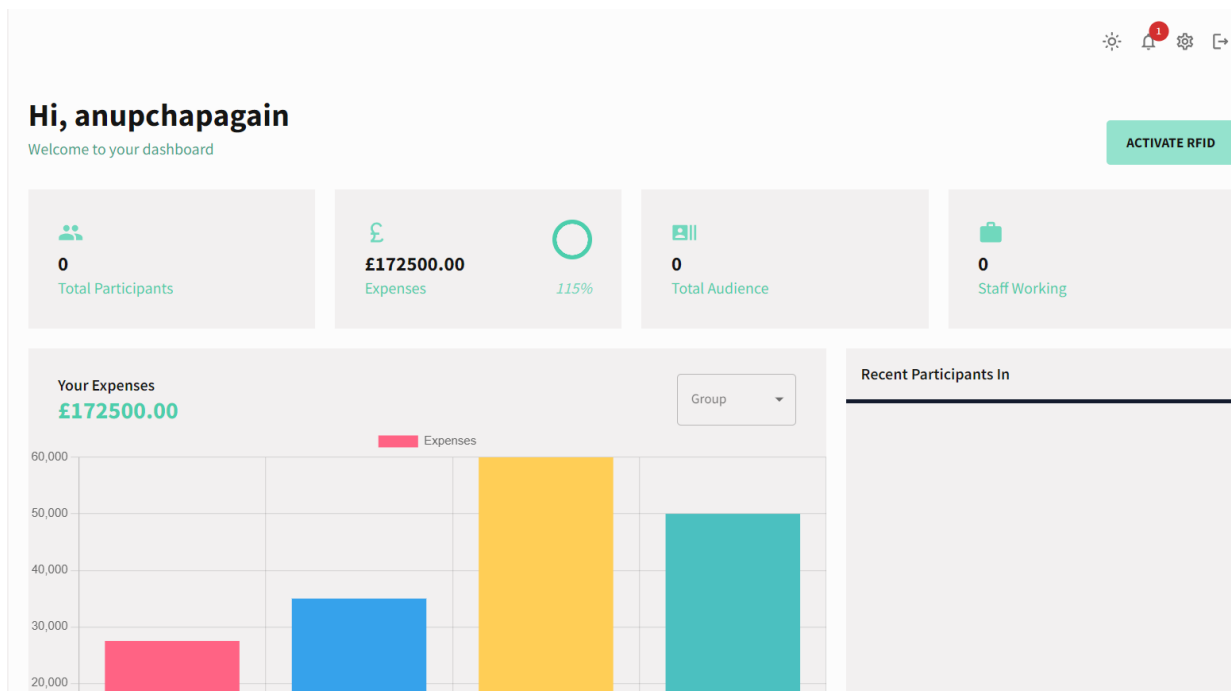 1
Hi, anupchapagain
Welcome to your dashboard
ACTIVATE RFID
0
Total Participants
£
£172500.00
Expenses
115%
0
Total Audience
0
Staff Working
Your Expenses
£172500.00
Group
Expenses
60,000
50,000
40,000
30,000
20,000
Recent Participants In